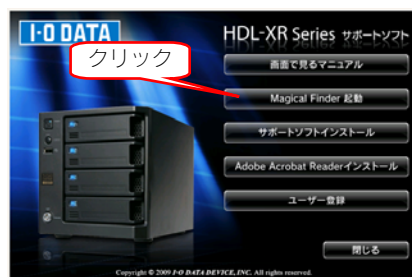 I-O DATA
HDL-XR Series サポートソフト
クリック
画面で見るマニュアル
Magical Finder 起動
サポートソフトインストール
Adobe Acrobat Readerインストール
ユーザー登録
閉じる
Copyright © 2009 I-O DATA DEVICE, INC. All rights reserved.